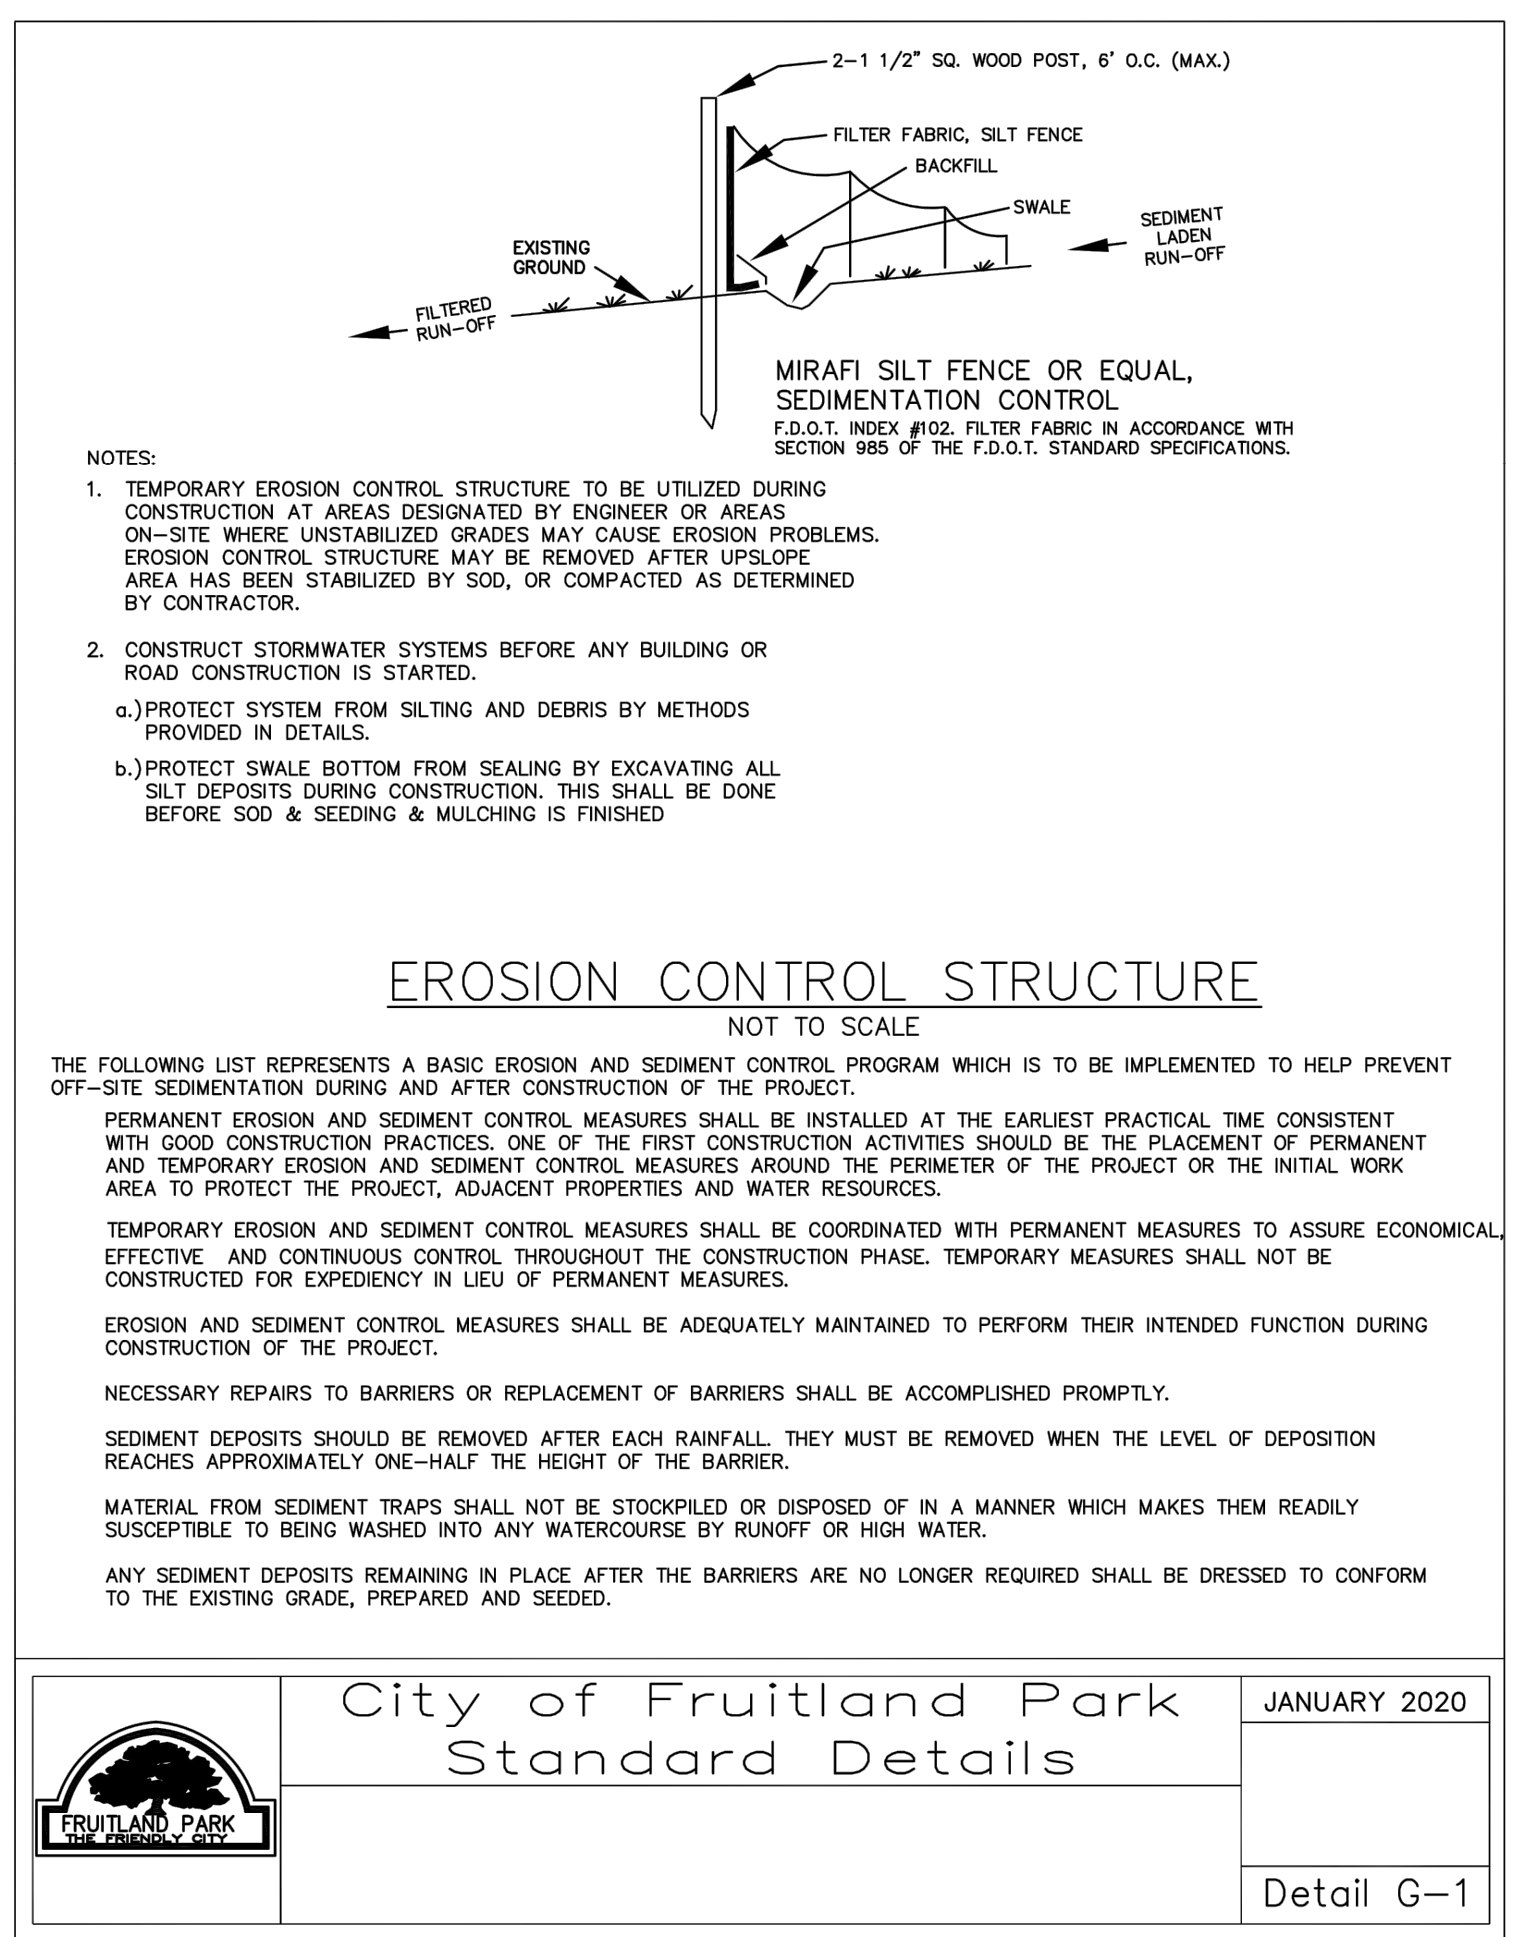 2-1 1/2" SQ. WOOD POST, 6' O.C. (MAX.)
FILTER FABRIC, SILT FENCE
BACKFILL
SWALE
SEDIMENT
LADEN
RUN-OFF
EXISTING
GROUND
FILTERED
RUN-OFF
MIRAFI SILT FENCE OR EQUAL,
SEDIMENTATION CONTROL
F.D.O.T. INDEX #102. FILTER FABRIC IN ACCORDANCE WITH
SECTION 985 OF THE F.D.O.T. STANDARD SPECIFICATIONS.
NOTES:
1. TEMPORARY EROSION CONTROL STRUCTURE TO BE UTILIZED DURING
CONSTRUCTION AT AREAS DESIGNATED BY ENGINEER OR AREAS
ON-SITE WHERE UNSTABILIZED GRADES MAY CAUSE EROSION PROBLEMS.
EROSION CONTROL STRUCTURE MAY BE REMOVED AFTER UPSLOPE
AREA HAS BEEN STABILIZED BY SOD, OR COMPACTED AS DETERMINED
BY CONTRACTOR.
2. CONSTRUCT STORMWATER SYSTEMS BEFORE ANY BUILDING OR
ROAD CONSTRUCTION IS STARTED.
a.) PROTECT SYSTEM FROM SILTING AND DEBRIS BY METHODS
PROVIDED IN DETAILS.
b.) PROTECT SWALE BOTTOM FROM SEALING BY EXCAVATING ALL
SILT DEPOSITS DURING CONSTRUCTION. THIS SHALL BE DONE
BEFORE SOD & SEEDING & MULCHING IS FINISHED
EROSION CONTROL STRUCTURE
NOT TO SCALE
THE FOLLOWING LIST REPRESENTS A BASIC EROSION AND SEDIMENT CONTROL PROGRAM WHICH IS TO BE IMPLEMENTED TO HELP PREVENT
OFF-SITE SEDIMENTATION DURING AND AFTER CONSTRUCTION OF THE PROJECT.
PERMANENT EROSION AND SEDIMENT CONTROL MEASURES SHALL BE INSTALLED AT THE EARLIEST PRACTICAL TIME CONSISTENT
WITH GOOD CONSTRUCTION PRACTICES. ONE OF THE FIRST CONSTRUCTION ACTIVITIES SHOULD BE THE PLACEMENT OF PERMANENT
AND TEMPORARY EROSION AND SEDIMENT CONTROL MEASURES AROUND THE PERIMETER OF THE PROJECT OR THE INITIAL WORK
AREA TO PROTECT THE PROJECT, ADJACENT PROPERTIES AND WATER RESOURCES.
TEMPORARY EROSION AND SEDIMENT CONTROL MEASURES SHALL BE COORDINATED WITH PERMANENT MEASURES TO ASSURE ECONOMICAL,
EFFECTIVE AND CONTINUOUS CONTROL THROUGHOUT THE CONSTRUCTION PHASE. TEMPORARY MEASURES SHALL NOT BE
CONSTRUCTED FOR EXPEDIENCY IN LIEU OF PERMANENT MEASURES.
EROSION AND SEDIMENT CONTROL MEASURES SHALL BE ADEQUATELY MAINTAINED TO PERFORM THEIR INTENDED FUNCTION DURING
CONSTRUCTION OF THE PROJECT.
NECESSARY REPAIRS TO BARRIERS OR REPLACEMENT OF BARRIERS SHALL BE ACCOMPLISHED PROMPTLY.
SEDIMENT DEPOSITS SHOULD BE REMOVED AFTER EACH RAINFALL. THEY MUST BE REMOVED WHEN THE LEVEL OF DEPOSITION
REACHES APPROXIMATELY ONE-HALF THE HEIGHT OF THE BARRIER.
MATERIAL FROM SEDIMENT TRAPS SHALL NOT BE STOCKPILED OR DISPOSED OF IN A MANNER WHICH MAKES THEM READILY
SUSCEPTIBLE TO BEING WASHED INTO ANY WATERCOURSE BY RUNOFF OR HIGH WATER.
ANY SEDIMENT DEPOSITS REMAINING IN PLACE AFTER THE BARRIERS ARE NO LONGER REQUIRED SHALL BE DRESSED TO CONFORM
TO THE EXISTING GRADE, PREPARED AND SEEDED.
FRUITLAND PARK
THE FRIENDLY CITY
City of Fruitland Park
Standard Details
JANUARY 2020
Detail G-1